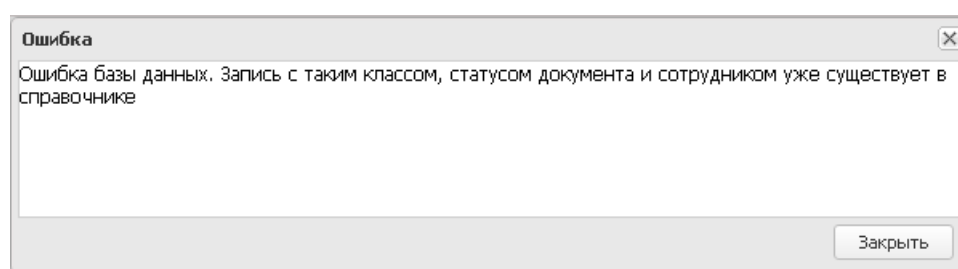 Ошибка
Ошибка базы данных. Запись с таким классом, статусом документа и сотрудником уже существует в
справочнике
Закрыть